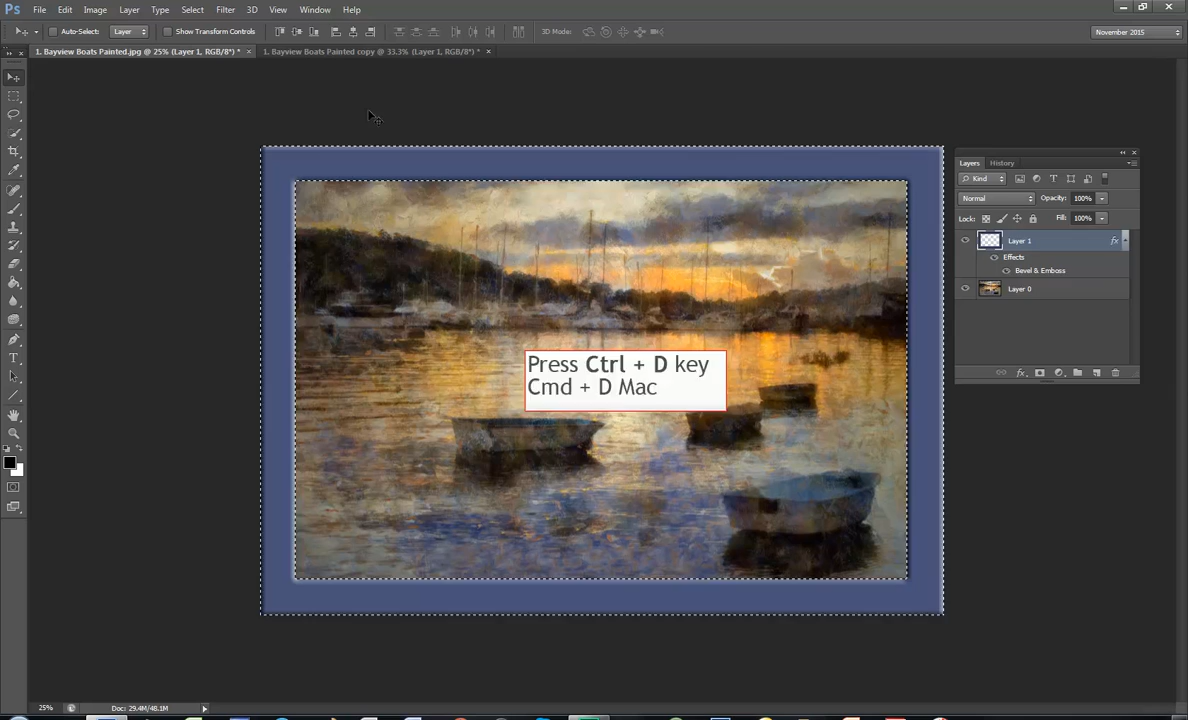 Ps File Edit Image Layer Type Select Filter 3D View Window Help
Auto-Select: Layer Show Transform Controls 3D Mode: November 2015
1. Bayview Boats Painted.jpg @ 25% (Layer 1, RGB/8*) * × 1. Bayview Boats Painted copy @ 33.3% (Layer 1, RGB/8*) * ×
Layers History
Kind
Normal Opacity: 100%
Lock: Fill: 100%
Layer 1 fx
Effects
Bevel & Emboss
Layer 0
Press Ctrl + D key
Cmd + D Mac
fx
25% Doc: 29.4M/48.1M